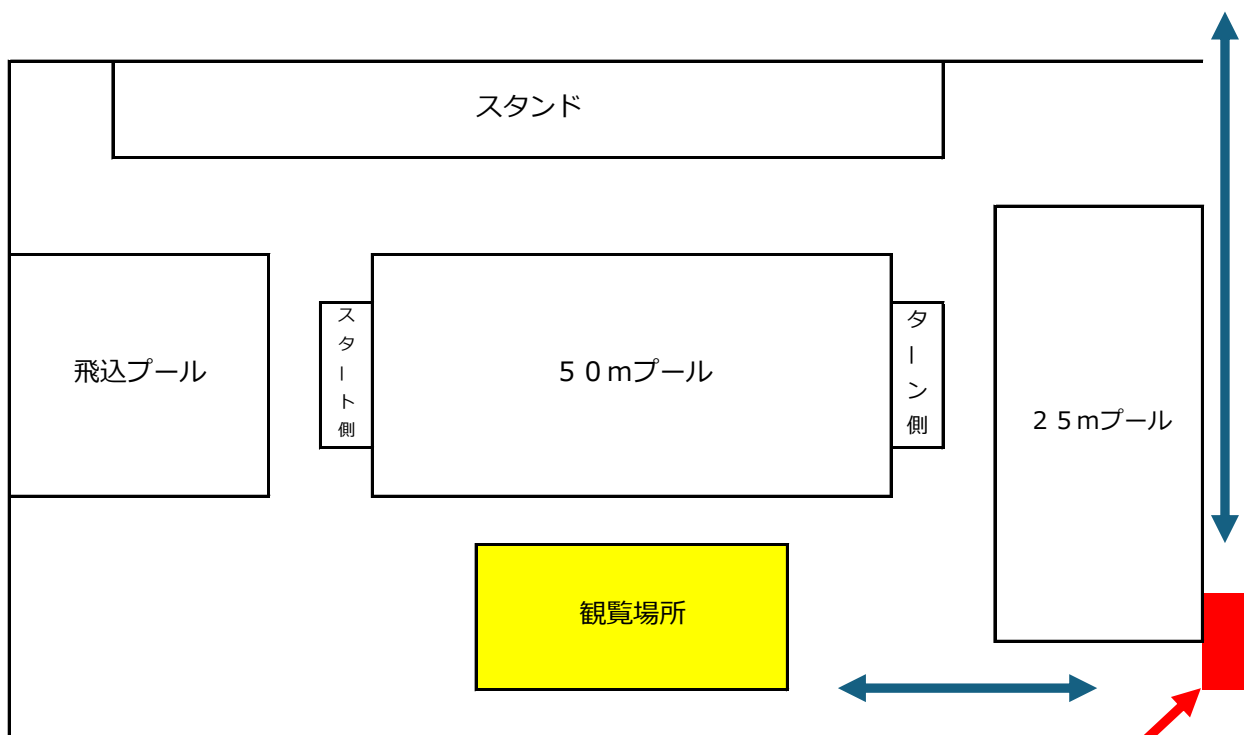 スタンド
飛込プール
スタート側
５０ｍプール
ターン側
２５ｍプール
観覧場所